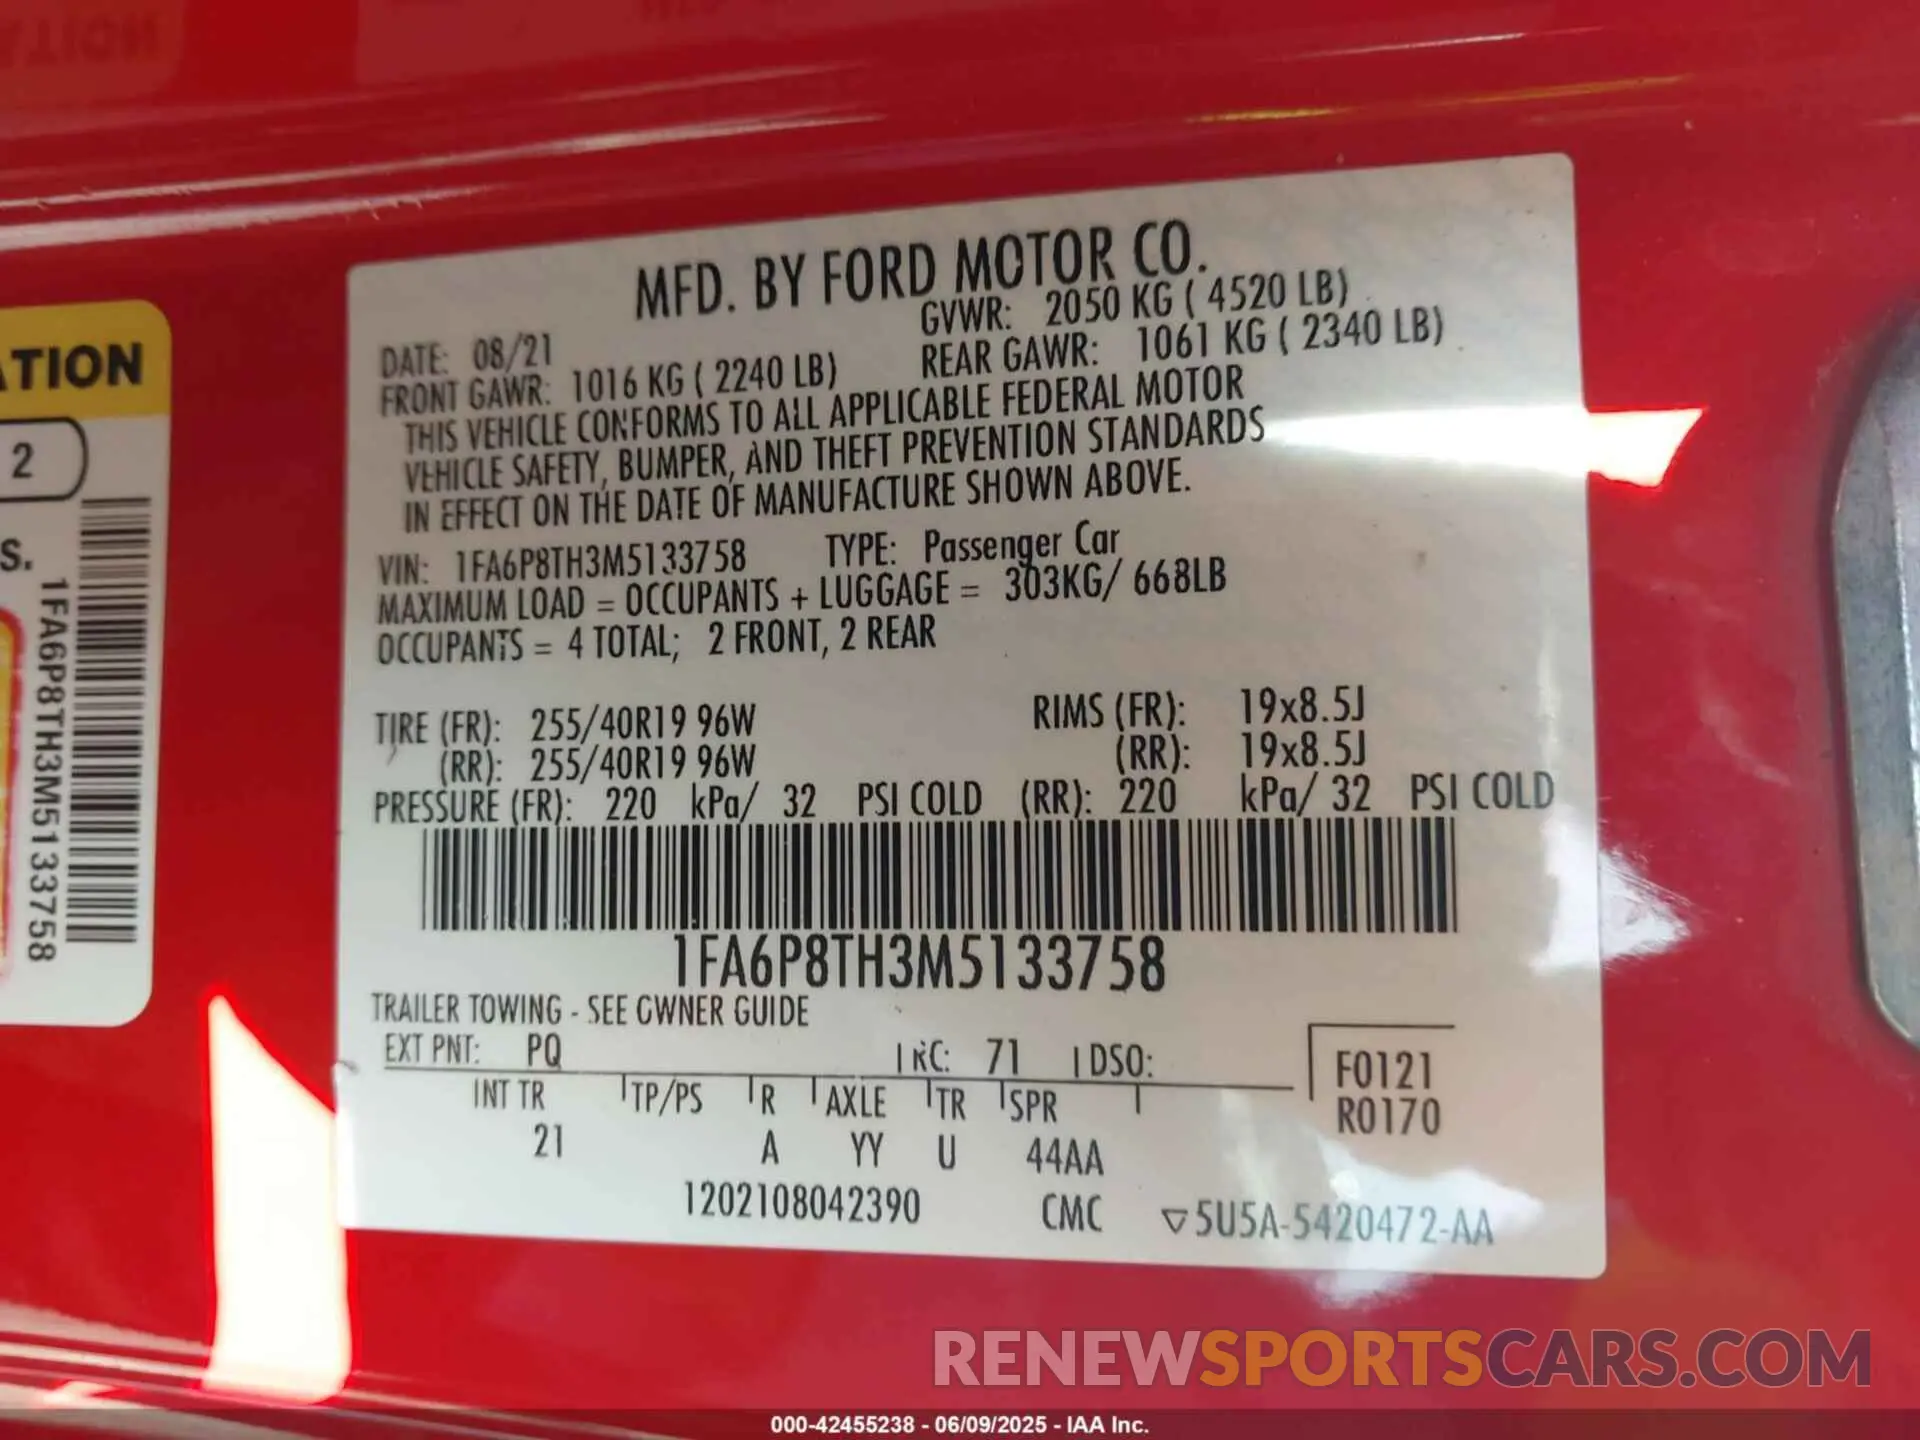 MFD. BY FORD MOTOR CO.
DATE: 08/21 GVWR: 2050 KG ( 4520 LB)
FRONT GAWR: 1016 KG ( 2240 LB) REAR GAWR: 1061 KG ( 2340 LB)
THIS VEHICLE CONFORMS TO ALL APPLICABLE FEDERAL MOTOR
VEHICLE SAFETY, BUMPER, AND THEFT PREVENTION STANDARDS
IN EFFECT ON THE DATE OF MANUFACTURE SHOWN ABOVE.
VIN: 1FA6P8TH3M5133758 TYPE: Passenger Car
MAXIMUM LOAD = OCCUPANTS + LUGGAGE = 303KG/ 668LB
OCCUPANTS = 4 TOTAL; 2 FRONT, 2 REAR
TIRE (FR): 255/40R19 96W RIMS (FR): 19x8.5J
(RR): 255/40R19 96W (RR): 19x8.5J
PRESSURE (FR): 220 kPa/ 32 PSI COLD (RR): 220 kPa/ 32 PSI COLD
1FA6P8TH3M5133758
TRAILER TOWING - SEE OWNER GUIDE
EXT PNT: PQ RC: 71 DSO:
F0121
R0170
INT TR TP/PS R AXLE TR SPR
21 A YY U 44AA
1202108042390 CMC ▽5U5A-5420472-AA
ATION
2
S.
1FA6P8TH3M5133758
RENEWSPORTSCARS.COM
000-42455238 - 06/09/2025 - IAA Inc.